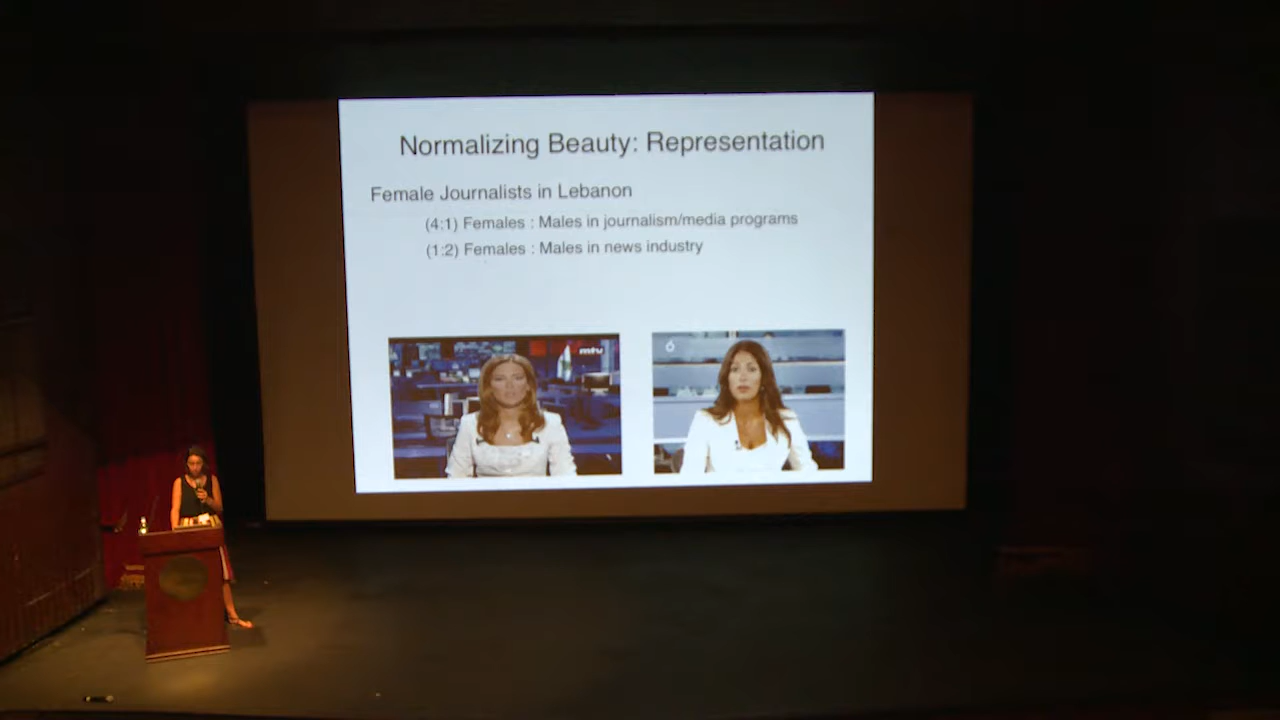 Normalizing Beauty: Representation
Female Journalists in Lebanon
(4:1) Females : Males in journalism/media programs
(1:2) Females : Males in news industry
mtv
6